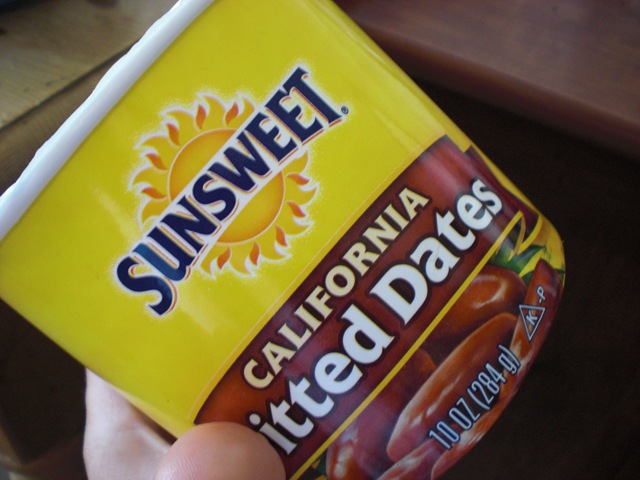 SUNSWEET®
CALIFORNIA
itted Dates
K-P
10 OZ (284 g)